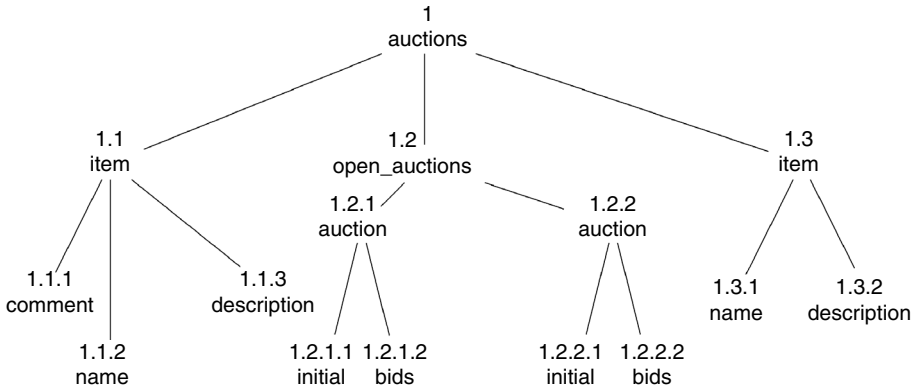 1
auctions
1.1
item
1.2
open_auctions
1.3
item
1.2.1
auction
1.2.2
auction
1.1.1
comment
1.1.3
description
1.3.1
name
1.3.2
description
1.1.2
name
1.2.1.1 1.2.1.2
initial bids
1.2.2.1 1.2.2.2
initial bids